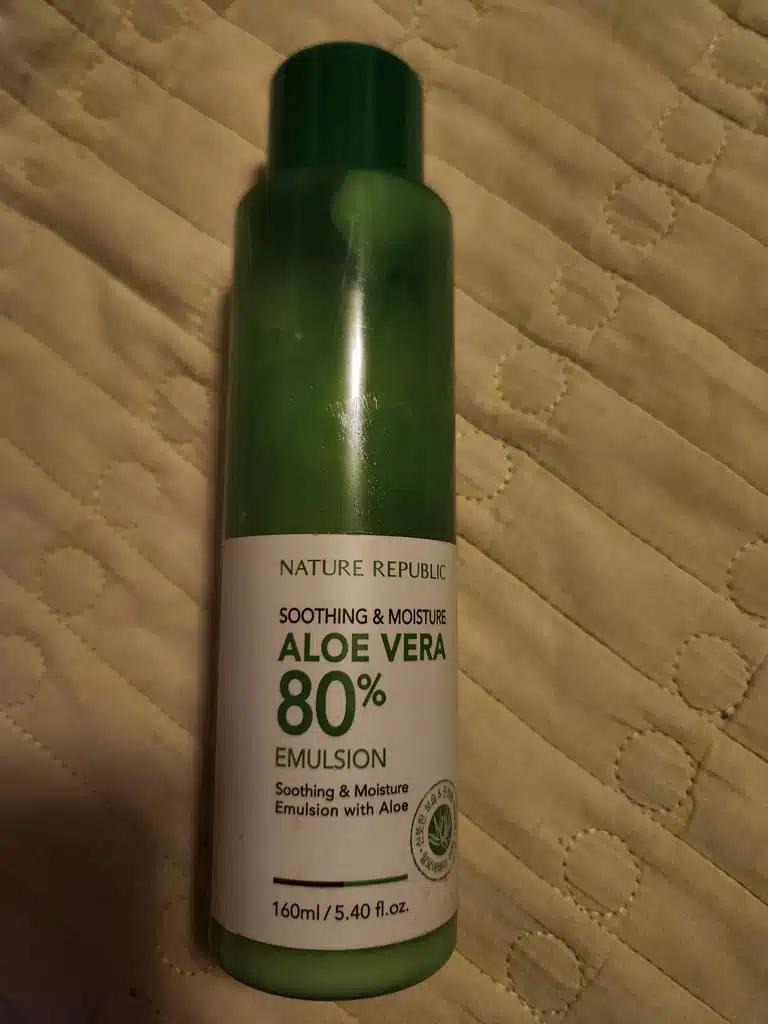 NATURE REPUBLIC
SOOTHING & MOISTURE
ALOE VERA
80%
EMULSION
Soothing & Moisture
Emulsion with Aloe
160ml / 5.40 fl.oz.